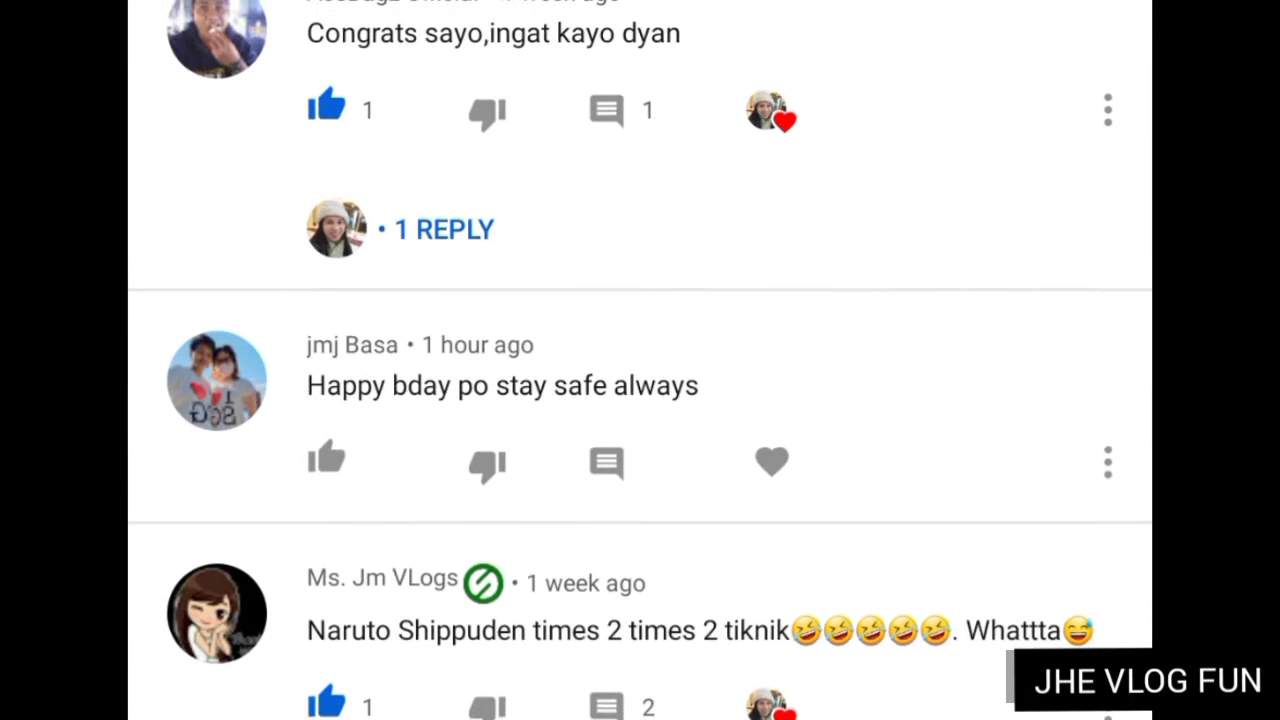 Congrats sayo,ingat kayo dyan
1
1
• 1 REPLY
jmj Basa • 1 hour ago
Happy bday po stay safe always
Ms. Jm VLogs • 1 week ago
Naruto Shippuden times 2 times 2 tiknik🤣🤣🤣🤣🤣. Whattta😅
JHE VLOG FUN
1
2